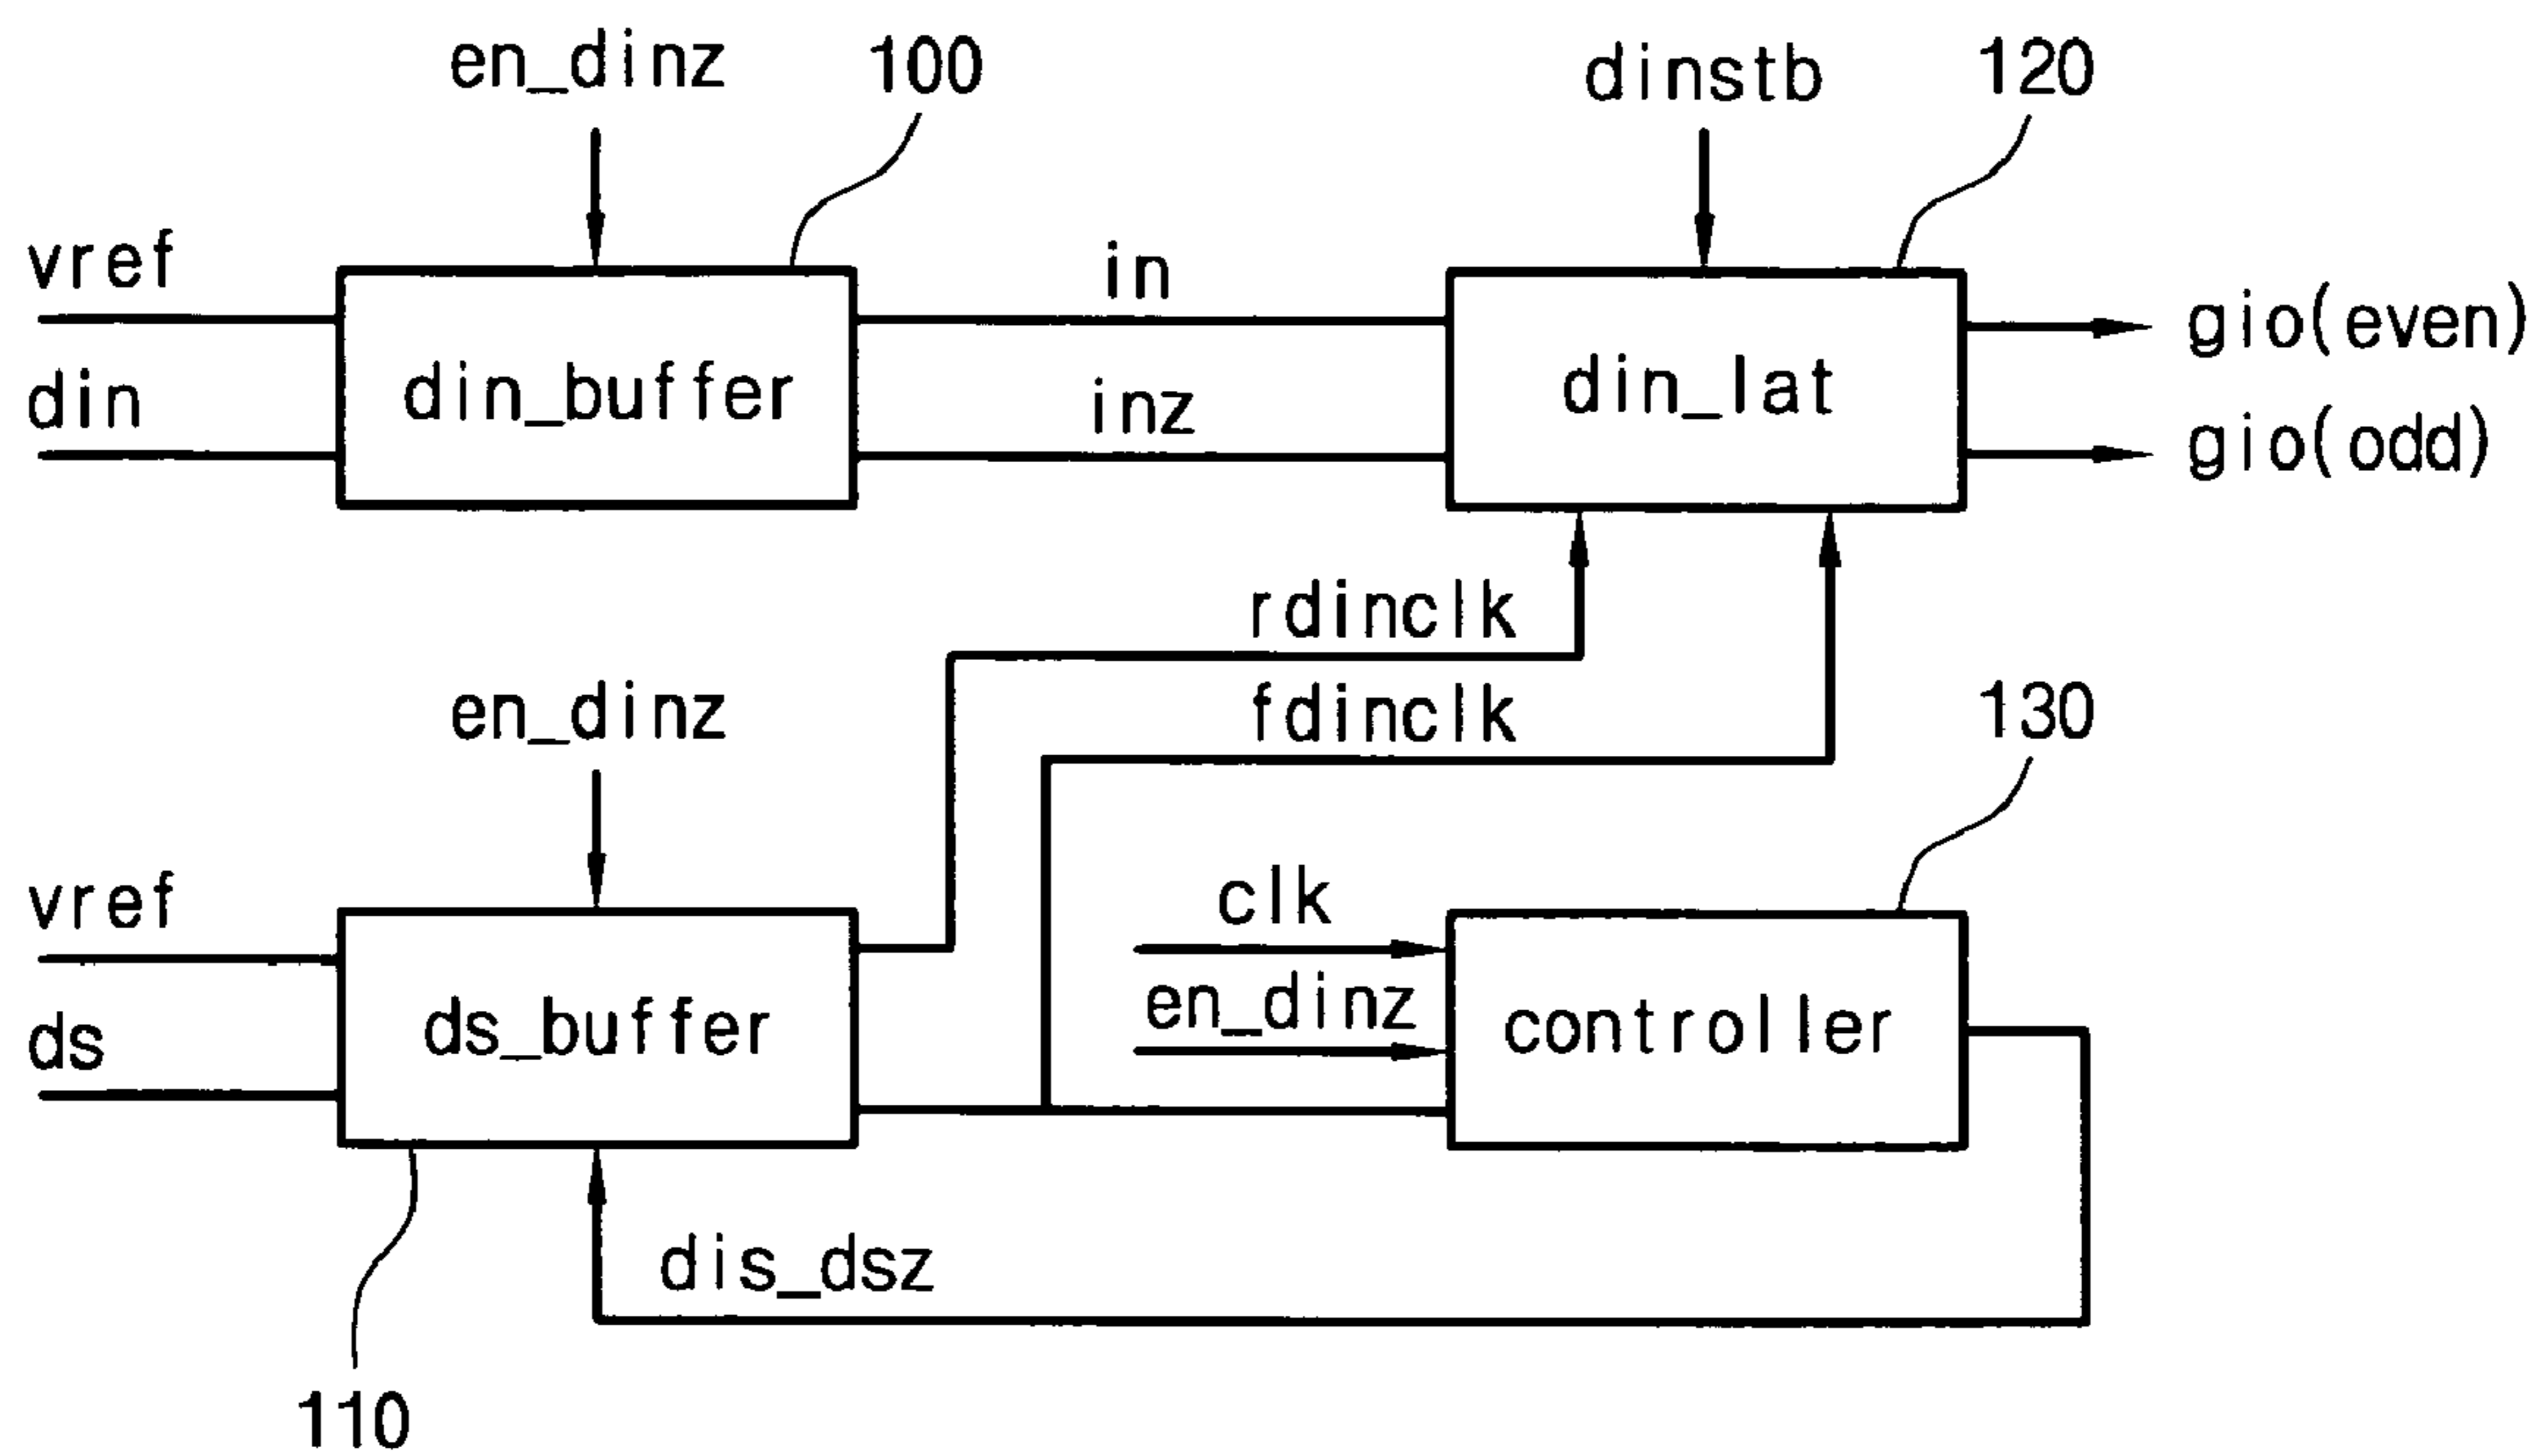 en_dinz
100
dinstb
120
vref
in
gio(even)
din
din_buffer
inz
din_lat
gio(odd)
rdinclk
en_dinz
fdinclk
130
vref
clk
ds
ds_buffer
en_dinz
controller
dis_dsz
110